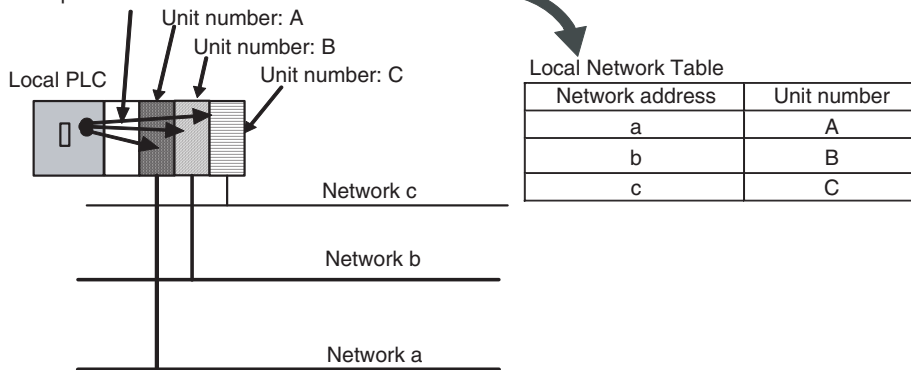 Unit number: A
Unit number: B
Unit number: C
Local PLC
Local Network Table
Network address Unit number
a A
b B
c C
Network c
Network b
Network a